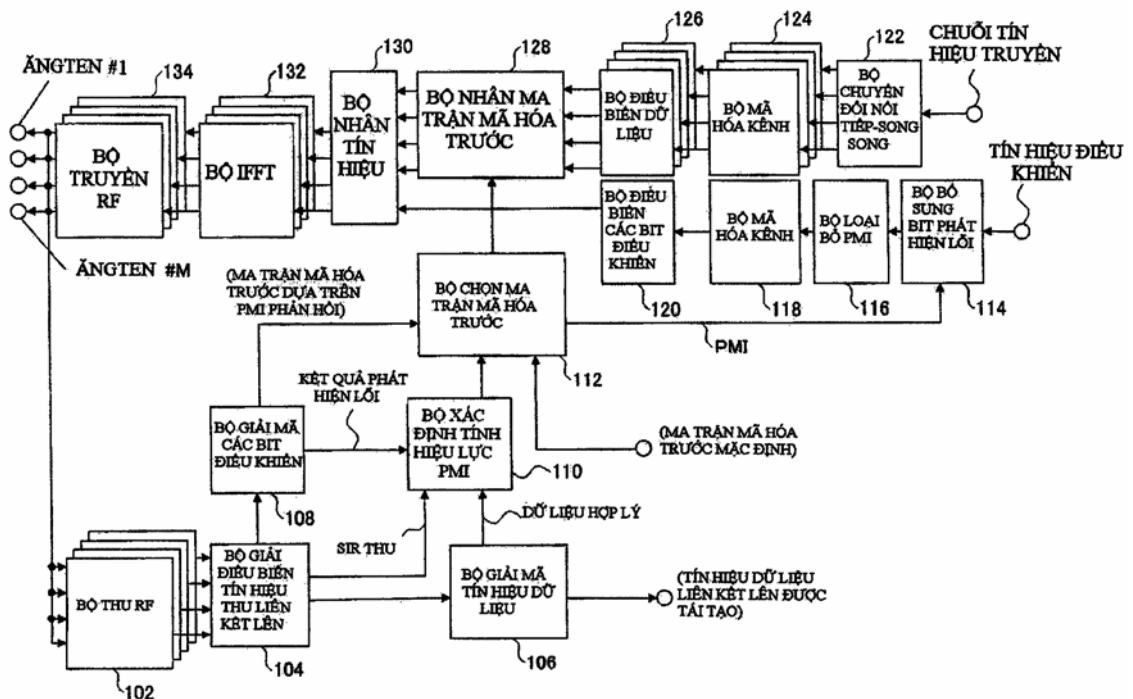 126
124
122
CHUỖI TÍN
HIỆU TRUYỀN
130
128
ĂNGTEN #1
134
132
BỘ
TRUYỀN
RF
BỘ IFFT
BỘ
NHÂN
TÍN
HIỆU
BỘ NHÂN MA
TRẬN MÃ HÓA
TRƯỚC
BỘ ĐIỀU
BIẾN DỮ
LIỆU
BỘ MÃ
HÓA KÊNH
BỘ
CHUYỂN
ĐỔI NỐI
TIẾP-SONG
SONG
TÍN HIỆU ĐIỀU
KHIỂN
BỘ ĐIỀU
BIẾN
CÁC BIT
ĐIỀU
KHIỂN
BỘ MÃ
HÓA KÊNH
BỘ LOẠI
BỎ PMI
BỘ BỔ
SUNG
BIT PHÁT
HIỆN LỖI
ĂNGTEN #M
120
118
116
114
(MA TRẬN MÃ HÓA
TRƯỚC DỰA TRÊN
PMI PHẢN HỒI)
BỘ CHỌN MA
TRẬN MÃ HÓA
TRƯỚC
PMI
112
KẾT QUẢ PHÁT
HIỆN LỖI
BỘ GIẢI MÃ
CÁC BIT
ĐIỀU KHIỂN
BỘ XÁC
ĐỊNH TÍNH
HIỆU LỰC
PMI
(MA TRẬN MÃ HÓA
TRƯỚC MẶC ĐỊNH)
110
108
DỮ LIỆU HỢP LÝ
SIR THU
BỘ THU RF
BỘ GIẢI
ĐIỀU BIẾN
TÍN HIỆU
THU LIÊN
KẾT LÊN
BỘ GIẢI MÃ
TÍN HIỆU DỮ
LIỆU
(TÍN HIỆU DỮ LIỆU
LIÊN KẾT LÊN ĐƯỢC
TÁI TẠO)
102
104
106